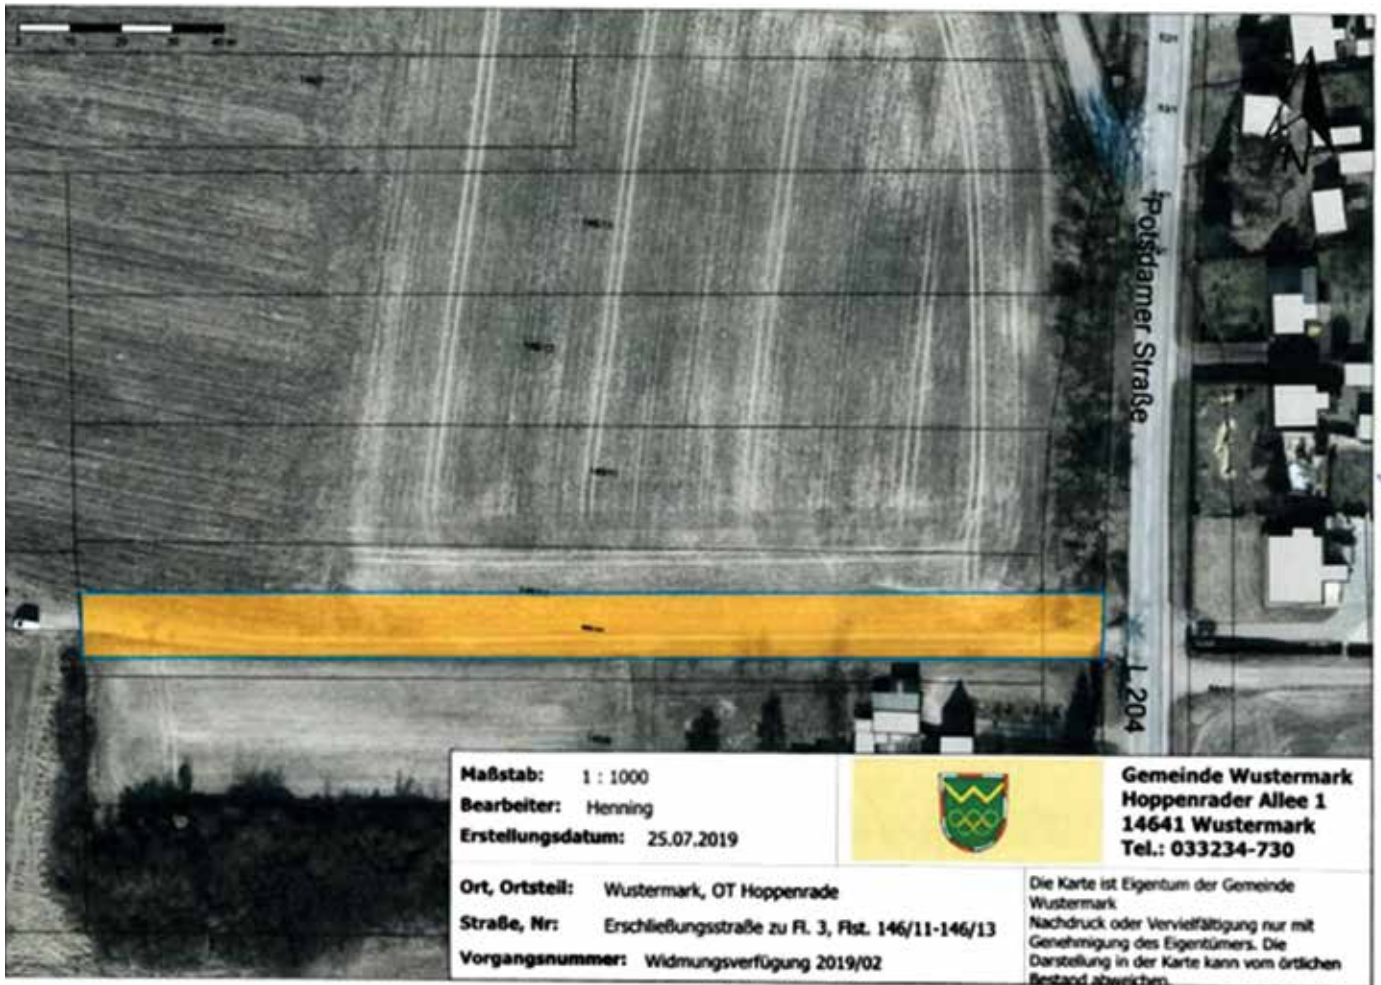 Potsdamer Straße
L 204
Maßstab: 1 : 1000
Bearbeiter: Henning
Erstellungsdatum: 25.07.2019
Gemeinde Wustermark
Hoppenrader Allee 1
14641 Wustermark
Tel.: 033234-730
Ort, Ortsteil: Wustermark, OT Hoppenrade
Straße, Nr: Erschließungsstraße zu Fl. 3, Flst. 146/11-146/13
Vorgangsnummer: Widmungsverfügung 2019/02
Die Karte ist Eigentum der Gemeinde
Wustermark
Nachdruck oder Vervielfältigung nur mit
Genehmigung des Eigentümers. Die
Darstellung in der Karte kann vom örtlichen
Bestand abweichen.